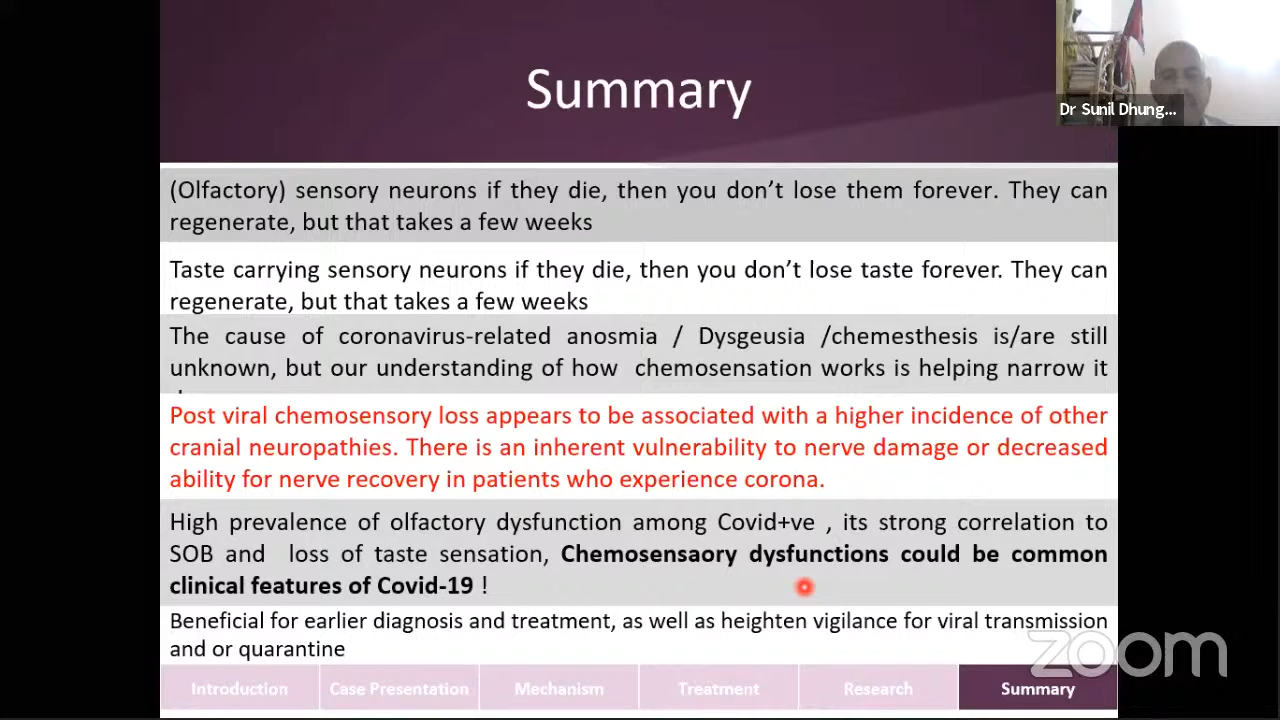 Summary
Dr Sunil Dhung...
(Olfactory) sensory neurons if they die, then you don’t lose them forever. They can
regenerate, but that takes a few weeks
Taste carrying sensory neurons if they die, then you don’t lose taste forever. They can
regenerate, but that takes a few weeks
The cause of coronavirus-related anosmia / Dysgeusia /chemesthesis is/are still
unknown, but our understanding of how chemosensation works is helping narrow it
Post viral chemosensory loss appears to be associated with a higher incidence of other
cranial neuropathies. There is an inherent vulnerability to nerve damage or decreased
ability for nerve recovery in patients who experience corona.
High prevalence of olfactory dysfunction among Covid+ve , its strong correlation to
SOB and loss of taste sensation, Chemosensaory dysfunctions could be common
clinical features of Covid-19 !
Beneficial for earlier diagnosis and treatment, as well as heighten vigilance for viral transmission
and or quarantine
zoom
Introduction Case Presentation Mechanism Treatment Research Summary